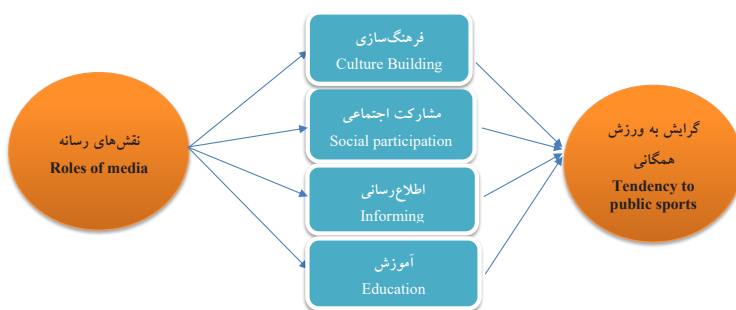 نقش‌های رسانه
Roles of media
فرهنگ‌سازی
Culture Building
مشارکت اجتماعی
Social participation
اطلاع‌رسانی
Informing
آموزش
Education
گرایش به ورزش
همگانی
Tendency to
public sports